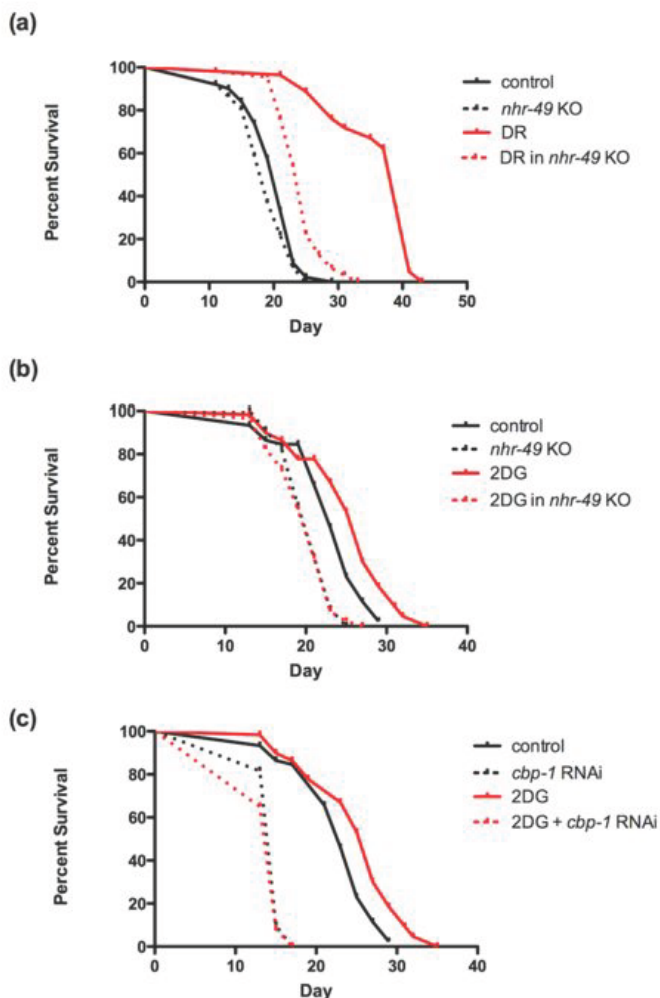 (a)
100
80
60
40
20
0
Percent Survival
0 10 20 30 40 50
Day
control
nhr-49 KO
DR
DR in nhr-49 KO
(b)
100
80
60
40
20
0
Percent Survival
0 10 20 30 40
Day
control
nhr-49 KO
2DG
2DG in nhr-49 KO
(c)
100
80
60
40
20
0
Percent Survival
0 10 20 30 40
Day
control
cbp-1 RNAi
2DG
2DG + cbp-1 RNAi